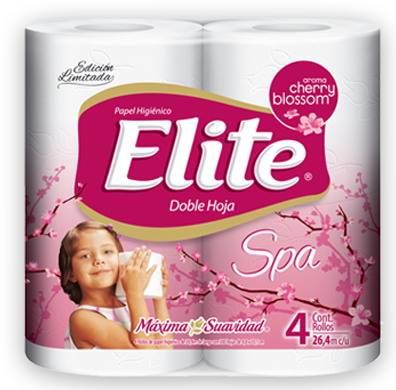 Edición
Limitada
aroma
cherry
blossom
Papel Higiénico
Elite®
Doble Hoja
Spa
Máxima Suavidad
4 Cont.
Rollos
26,4 m c/u